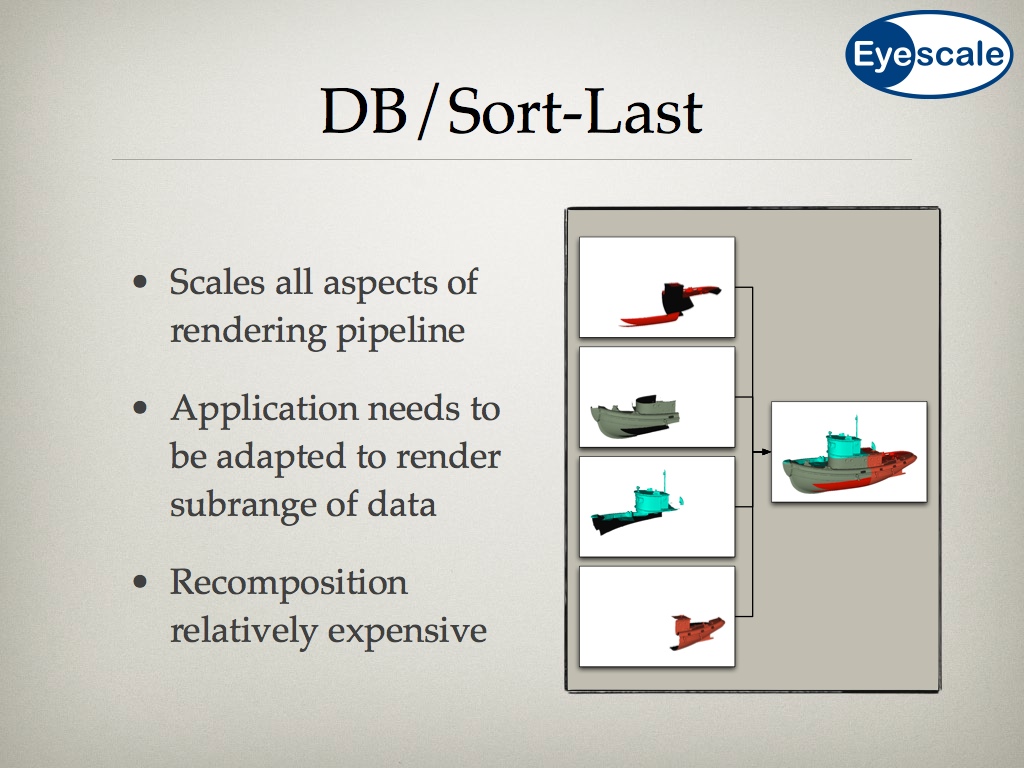 Eyescale
DB/Sort-Last
• Scales all aspects of
rendering pipeline
• Application needs to
be adapted to render
subrange of data
• Recomposition
relatively expensive